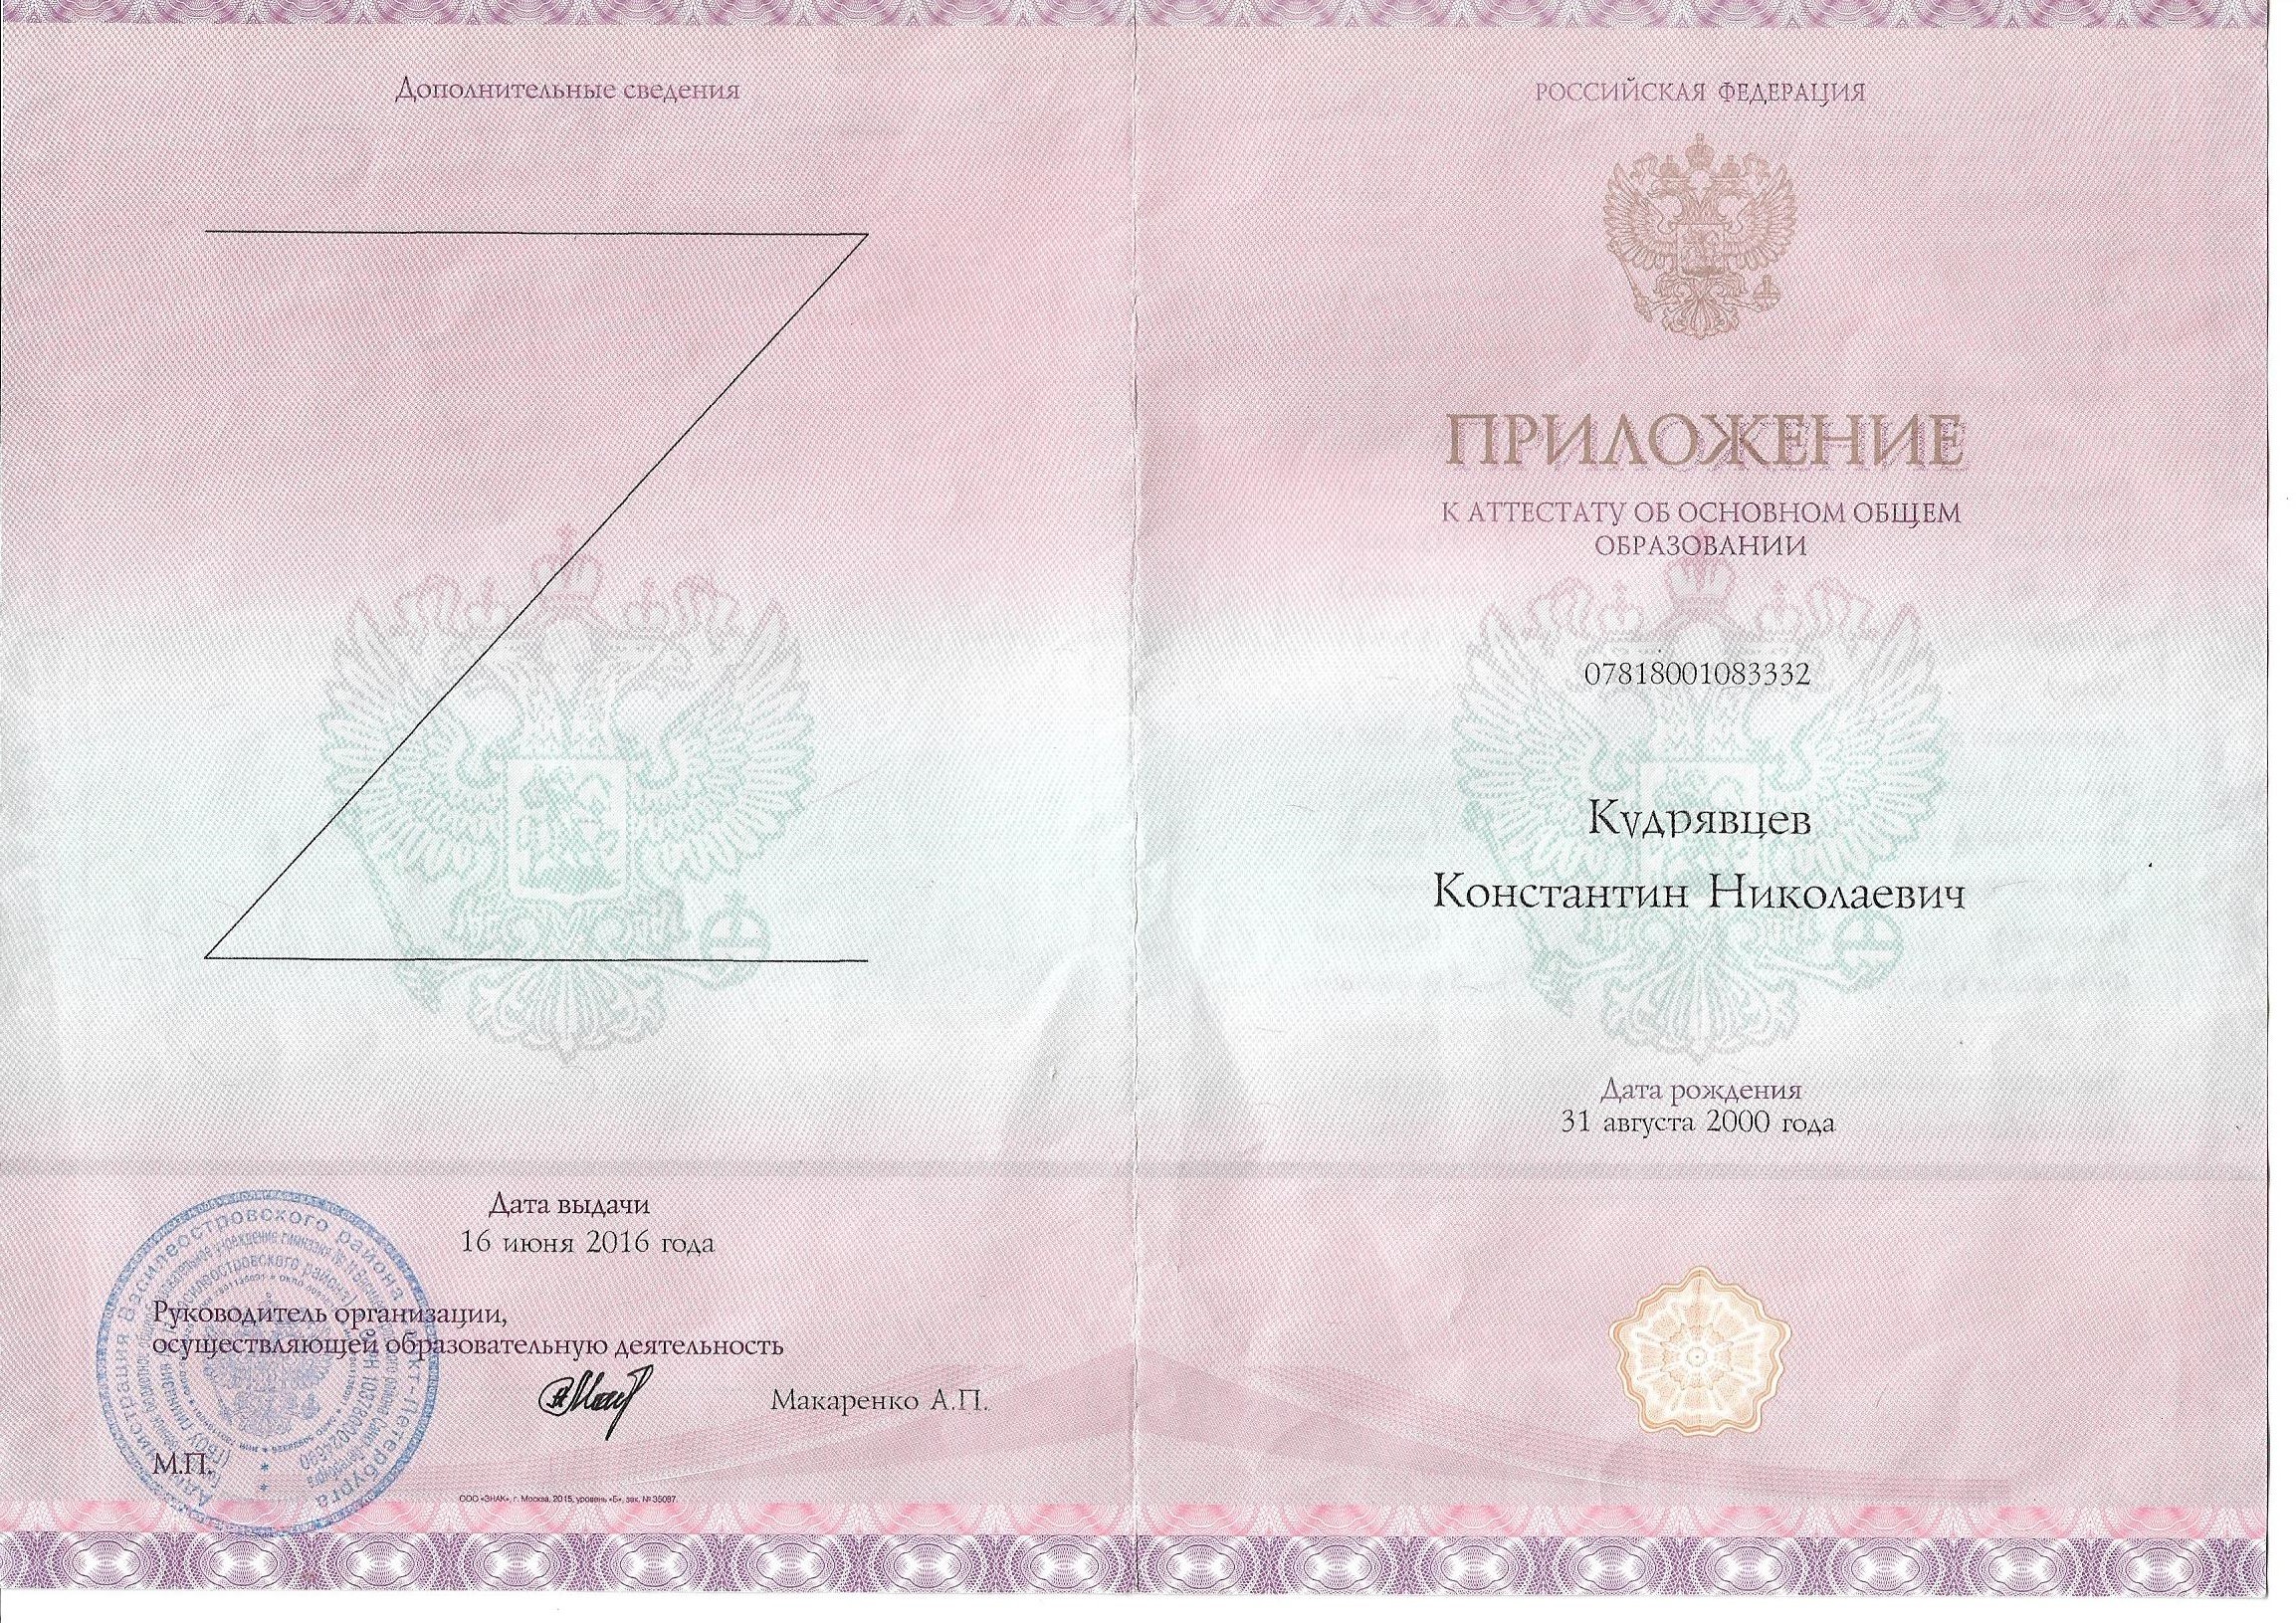 Дополнительные сведения
Дата выдачи
16 июня 2016 года
Руководитель организации,
осуществляющей образовательную деятельность
Макаренко А.П.
М.П.
Администрация Василеостровского района Санкт-Петербурга
ООО «ЗНАК», г. Москва, 2015, уровень «Б», зак. № 35097.
РОССИЙСКАЯ ФЕДЕРАЦИЯ
ПРИЛОЖЕНИЕ
К АТТЕСТАТУ ОБ ОСНОВНОМ ОБЩЕМ
ОБРАЗОВАНИИ
07818001083332
Кудрявцев
Константин Николаевич
Дата рождения
31 августа 2000 года